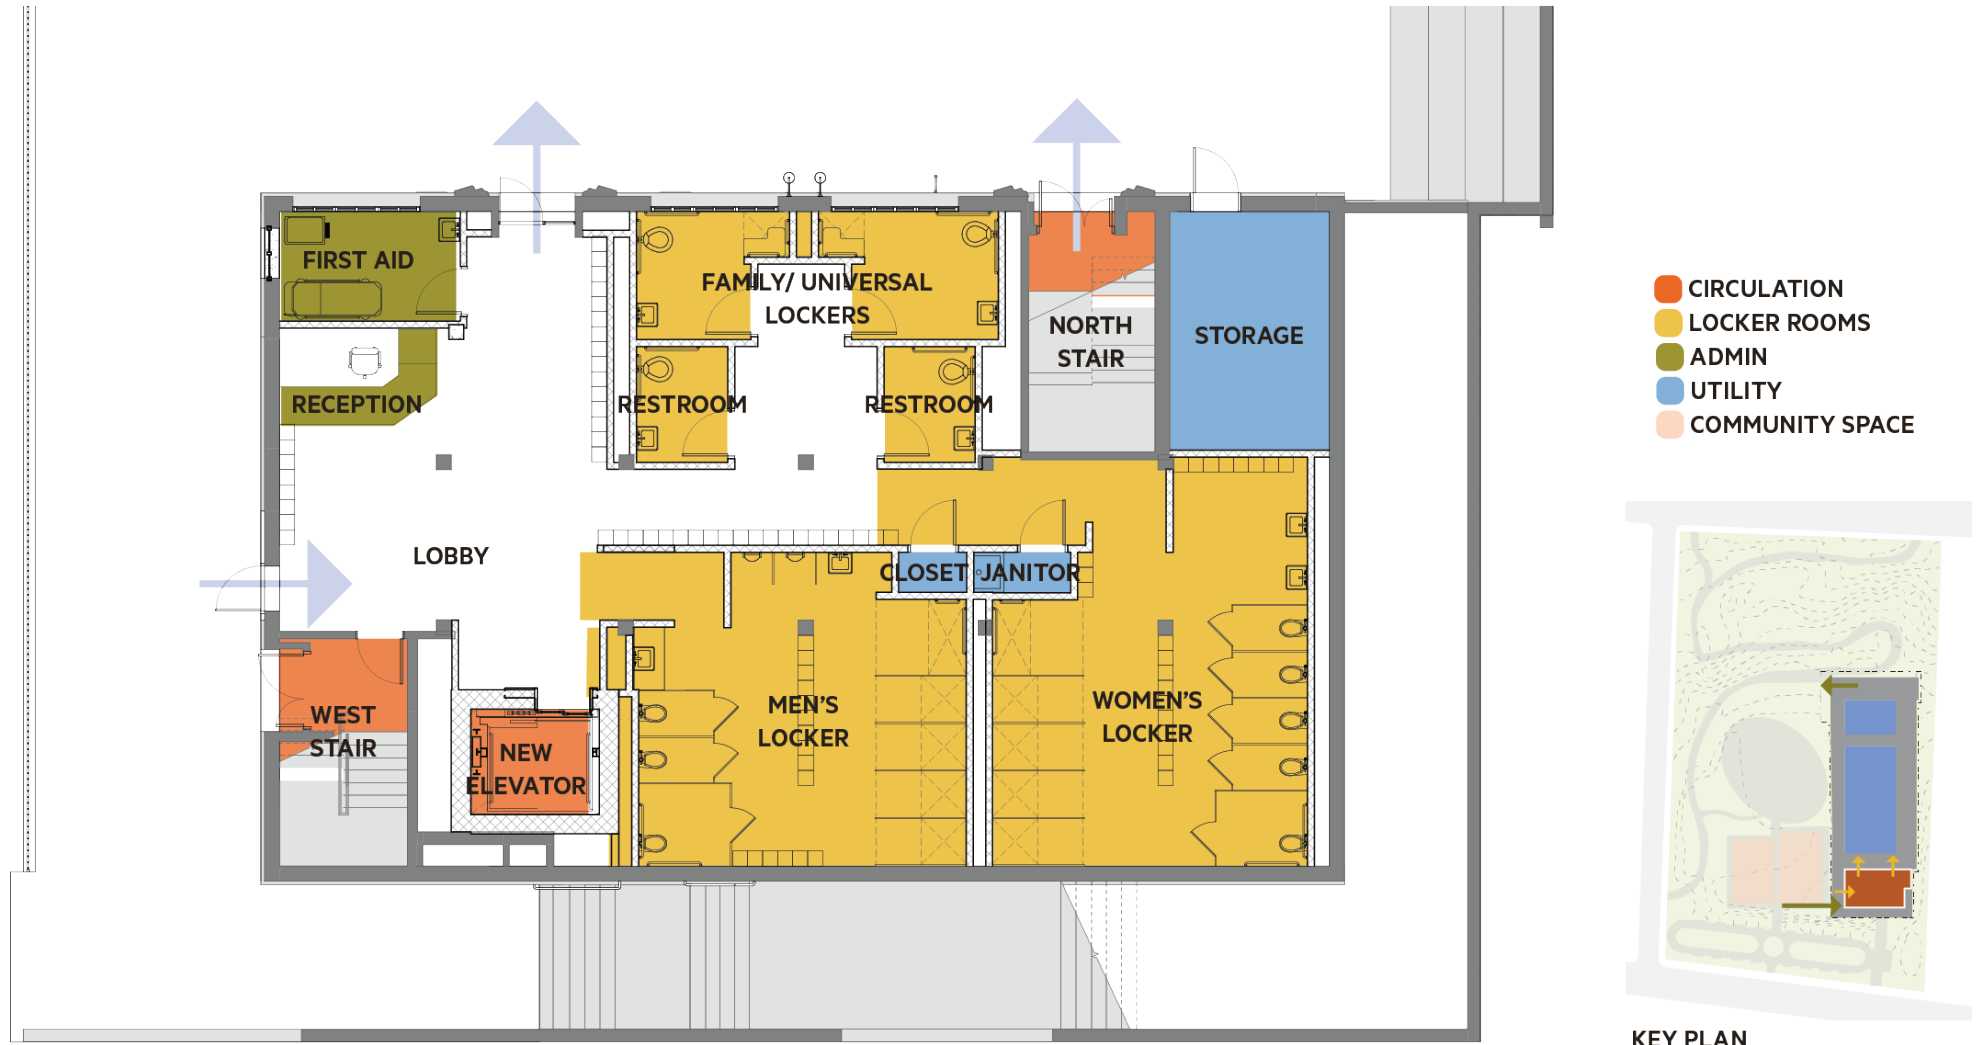 FIRST AID
FAMILY/ UNIVERSAL
LOCKERS
NORTH
STAIR
STORAGE
RECEPTION
RESTROOM
RESTROOM
LOBBY
CLOSET
JANITOR
WEST
STAIR
NEW
ELEVATOR
MEN'S
LOCKER
WOMEN'S
LOCKER
CIRCULATION
LOCKER ROOMS
ADMIN
UTILITY
COMMUNITY SPACE
KEY PLAN